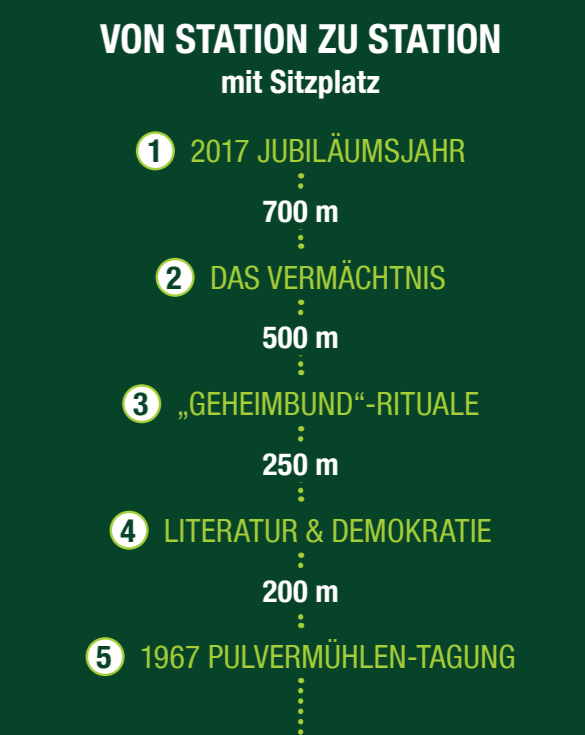 VON STATION ZU STATION
mit Sitzplatz
1 2017 JUBILÄUMSJAHR
700 m
2 DAS VERMÄCHTNIS
500 m
3 „GEHEIMBUND“-RITUALE
250 m
4 LITERATUR & DEMOKRATIE
200 m
5 1967 PULVERMÜHLEN-TAGUNG